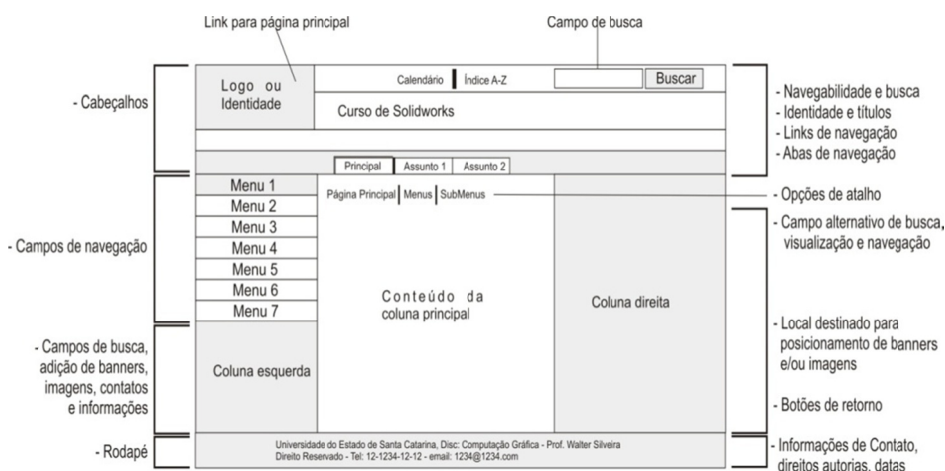 Link para página principal
Campo de busca
- Cabeçalhos
Logo ou
Identidade
Calendário
Índice A-Z
Buscar
Curso de Solidworks
- Navegabilidade e busca
- Identidade e títulos
- Links de navegação
- Abas de navegação
Principal
Assunto 1
Assunto 2
- Campos de navegação
Menu 1
Menu 2
Menu 3
Menu 4
Menu 5
Menu 6
Menu 7
Página Principal
Menus
SubMenus
- Opções de atalho
- Campo alternativo de busca,
visualização e navegação
Conteúdo da
coluna principal
Coluna direita
- Local destinado para
posicionamento de banners
e/ou imagens
- Campos de busca,
adição de banners,
imagens, contatos
e informações
Coluna esquerda
- Botões de retorno
- Rodapé
Universidade do Estado de Santa Catarina, Disc: Computação Gráfica - Prof. Walter Silveira
Direito Reservado - Tel: 12-1234-12-12 - email: 1234@1234.com
- Informações de Contato,
direitos autorias, datas